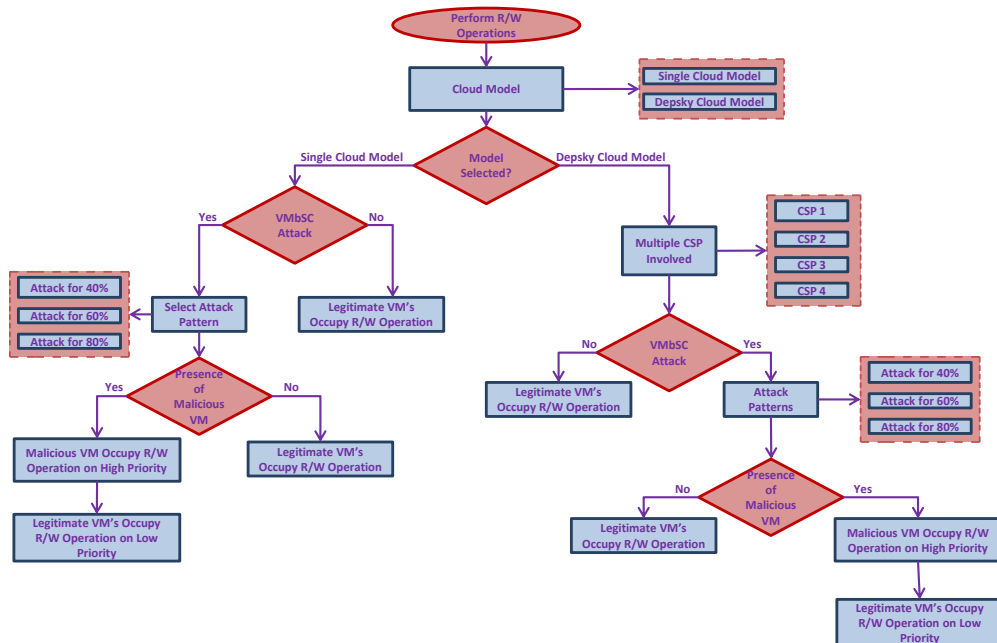 Perform R/W
Operations
Cloud Model
Single Cloud Model
Depsky Cloud Model
Model
Selected?
Single Cloud Model
Depsky Cloud Model
VMbSC
Attack
Yes
No
Multiple CSP
Involved
CSP 1
CSP 2
CSP 3
CSP 4
Attack for 40%
Attack for 60%
Attack for 80%
Select Attack
Pattern
Legitimate VM's
Occupy R/W Operation
VMbSC
Attack
No
Yes
Legitimate VM's
Occupy R/W Operation
Attack
Patterns
Attack for 40%
Attack for 60%
Attack for 80%
Presence
of
Malicious
VM
Yes
No
Malicious VM Occupy R/W
Operation on High Priority
Legitimate VM's
Occupy R/W Operation
Legitimate VM's Occupy
R/W Operation on Low
Priority
Presence
of
Malicious
VM
No
Yes
Legitimate VM's
Occupy R/W Operation
Malicious VM Occupy R/W
Operation on High Priority
Legitimate VM's Occupy
R/W Operation on Low
Priority